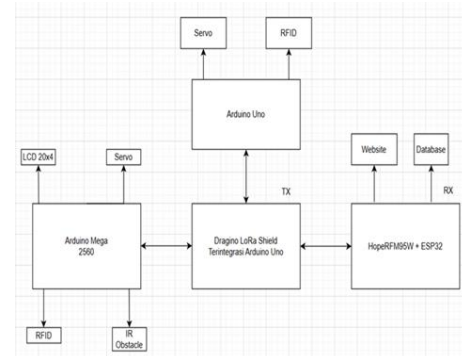 Servo
RFID
Arduino Uno
LCD 20x4
Servo
TX
Website
Database
RX
Arduino Mega
2560
Dragino LoRa Shield
Terintegrasi Arduino Uno
HopeRFM95W + ESP32
RFID
IR
Obstacle